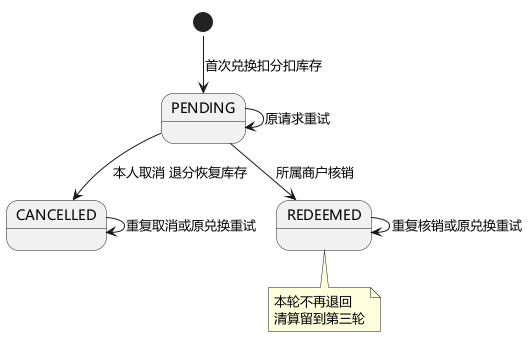 首次兑换扣分扣库存
PENDING
原请求重试
本人取消 退分恢复库存
所属商户核销
CANCELLED
重复取消或原兑换重试
REDEEMED
重复核销或原兑换重试
本轮不再退回
清算留到第三轮